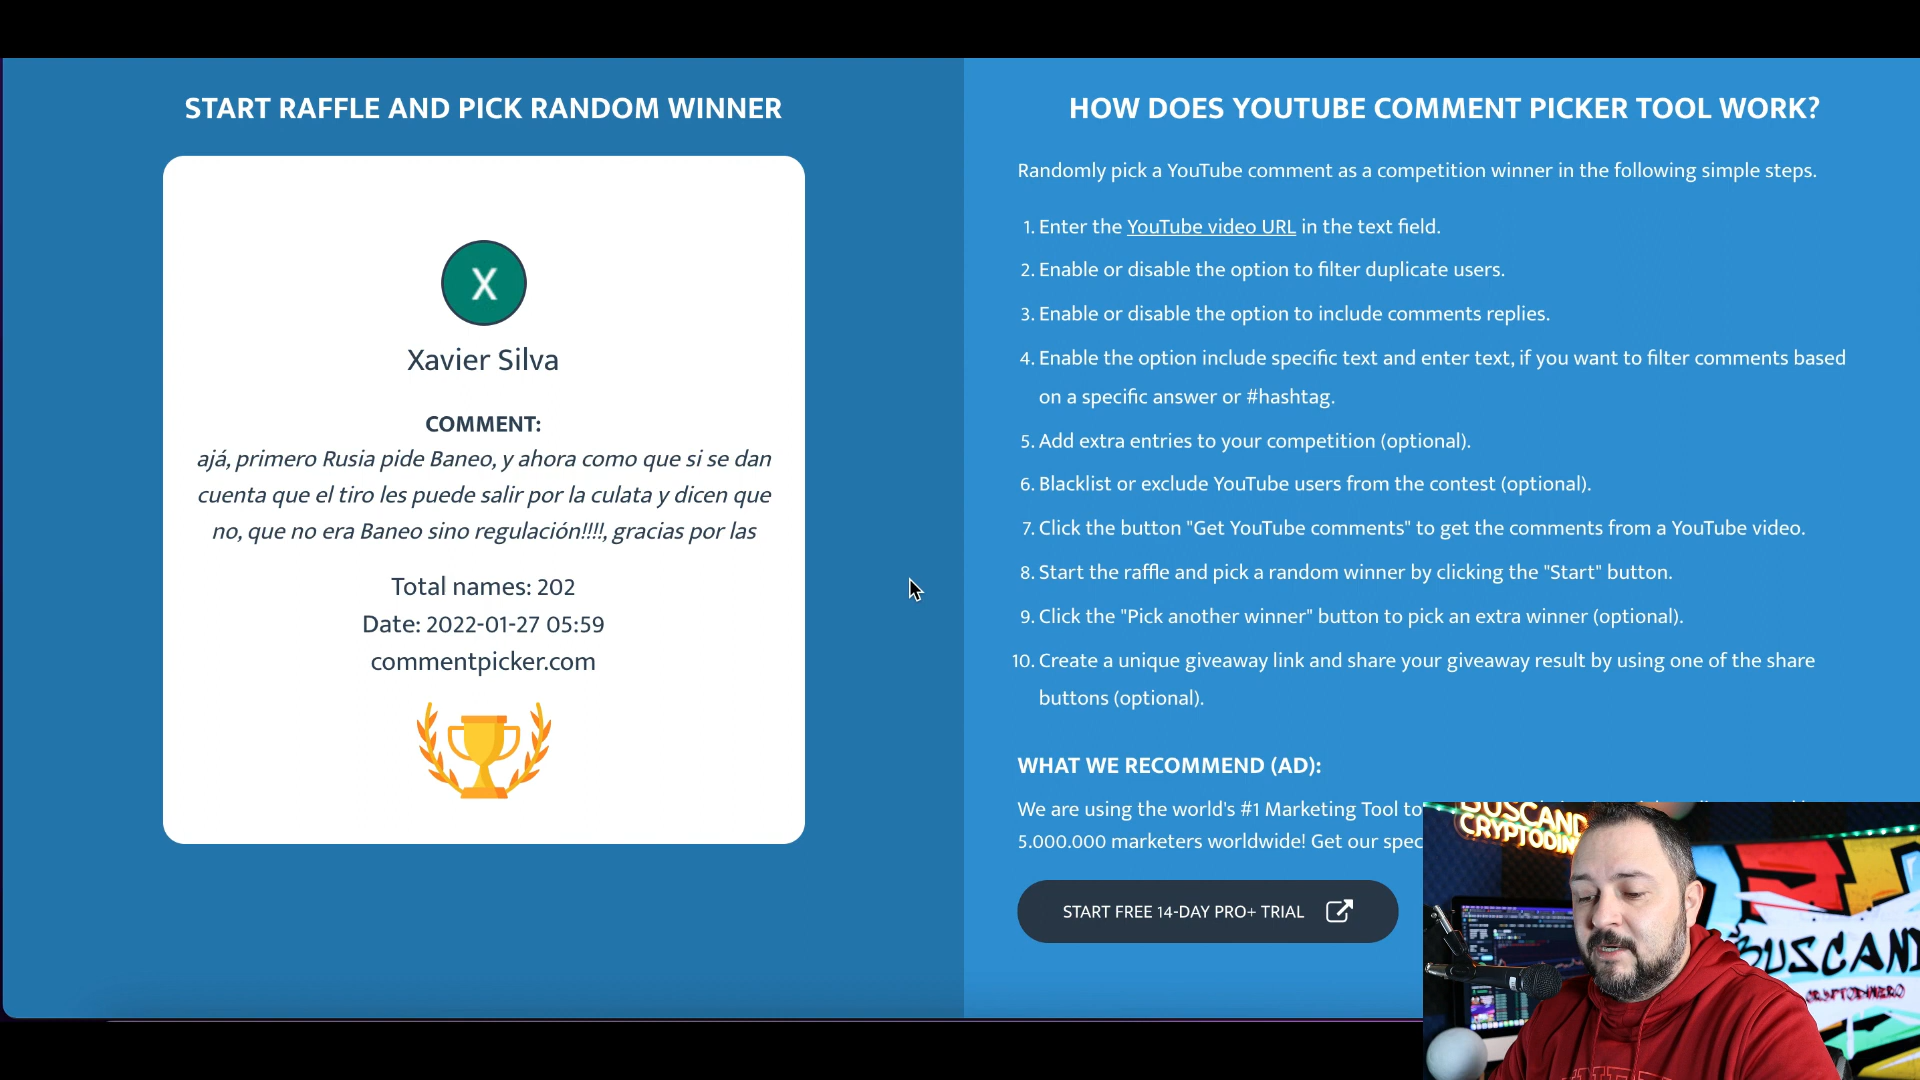 START RAFFLE AND PICK RANDOM WINNER
X
Xavier Silva
COMMENT:
ajá, primero Rusia pide Baneo, y ahora como que si se dan
cuenta que el tiro les puede salir por la culata y dicen que
no, que no era Baneo sino regulación!!!!, gracias por las
Total names: 202
Date: 2022-01-27 05:59
commentpicker.com
HOW DOES YOUTUBE COMMENT PICKER TOOL WORK?
Randomly pick a YouTube comment as a competition winner in the following simple steps.
1. Enter the YouTube video URL in the text field.
2. Enable or disable the option to filter duplicate users.
3. Enable or disable the option to include comments replies.
4. Enable the option include specific text and enter text, if you want to filter comments based
on a specific answer or #hashtag.
5. Add extra entries to your competition (optional).
6. Blacklist or exclude YouTube users from the contest (optional).
7. Click the button "Get YouTube comments" to get the comments from a YouTube video.
8. Start the raffle and pick a random winner by clicking the "Start" button.
9. Click the "Pick another winner" button to pick an extra winner (optional).
10. Create a unique giveaway link and share your giveaway result by using one of the share
buttons (optional).
WHAT WE RECOMMEND (AD):
We are using the world's #1 Marketing Tool to
5.000.000 marketers worldwide! Get our spec
START FREE 14-DAY PRO+ TRIAL
BUSCAND
CRYPTODIN
BUSCAND
CRYPTODINERO